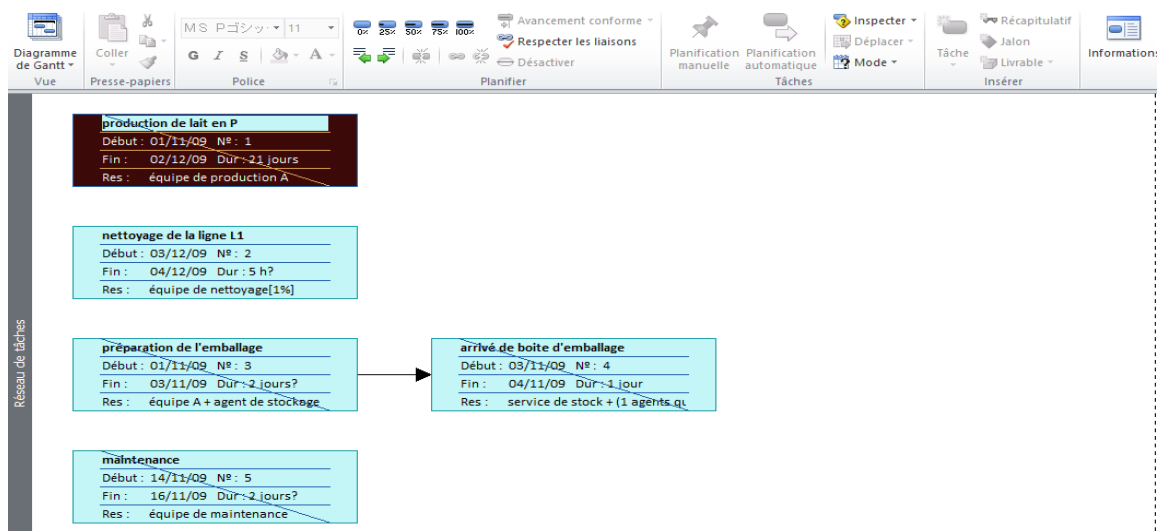 Diagramme de Gantt
Vue
Coller
Presse-papiers
MS Pゴシッ 11
G I S A
Police
0% 25% 50% 75% 100%
Avancement conforme
Respecter les liaisons
Désactiver
Planifier
Planification manuelle
Planification automatique
Inspecter
Déplacer
Mode
Tâches
Tâche
Récapitulatif
Jalon
Livrable
Insérer
Informations
Réseau de tâches
production de lait en P
Début : 01/11/09 Nº : 1
Fin : 02/12/09 Dur : 21 jours
Res : équipe de production A
nettoyage de la ligne L1
Début : 03/12/09 Nº : 2
Fin : 04/12/09 Dur : 5 h?
Res : équipe de nettoyage[1%]
préparation de l'emballage
Début : 01/11/09 Nº : 3
Fin : 03/11/09 Dur : 2 jours?
Res : équipe A + agent de stockage
arrivé de boite d'emballage
Début : 03/11/09 Nº : 4
Fin : 04/11/09 Dur : 1 jour
Res : service de stock + (1 agents qu
maintenance
Début : 14/11/09 Nº : 5
Fin : 16/11/09 Dur : 2 jours?
Res : équipe de maintenance